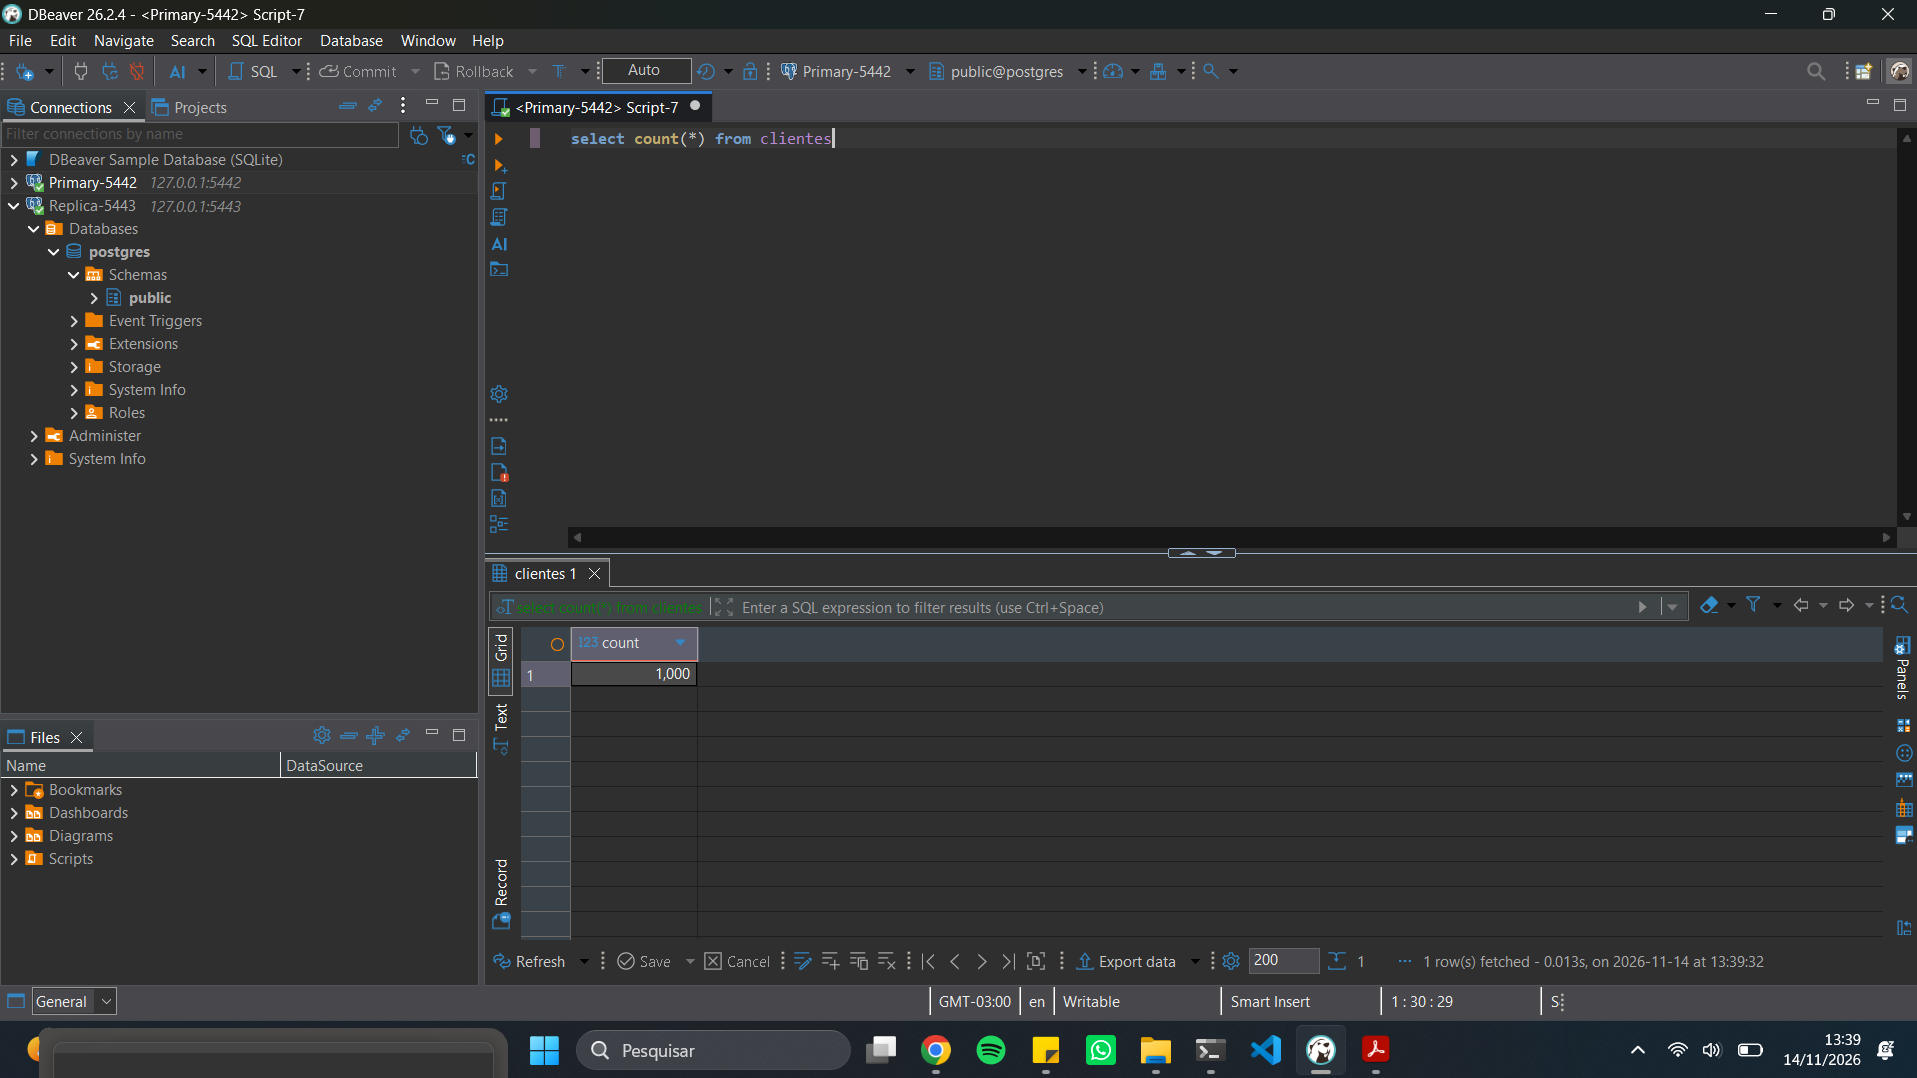 DBeaver 26.2.4 - <Primary-5442> Script-7
File Edit Navigate Search SQL Editor Database Window Help
AI SQL Commit Rollback Auto Primary-5442 public@postgres
Connections Projects
Filter connections by name
DBeaver Sample Database (SQLite)
Primary-5442 127.0.0.1:5442
Replica-5443 127.0.0.1:5443
Databases
postgres
Schemas
public
Event Triggers
Extensions
Storage
System Info
Roles
Administer
System Info
Files
Name DataSource
Bookmarks
Dashboards
Diagrams
Scripts
<Primary-5442> Script-7
select count(*) from clientes
AI
clientes 1
select count(*) from clientes Enter a SQL expression to filter results (use Ctrl+Space)
Grid
Text
Record
123 count
1 1,000
Panels
Refresh Save Cancel Export data 200 1 ... 1 row(s) fetched - 0.013s, on 2026-11-14 at 13:39:32
General GMT-03:00 en Writable Smart Insert 1 : 30 : 29 S
Pesquisar
13:39
14/11/2026